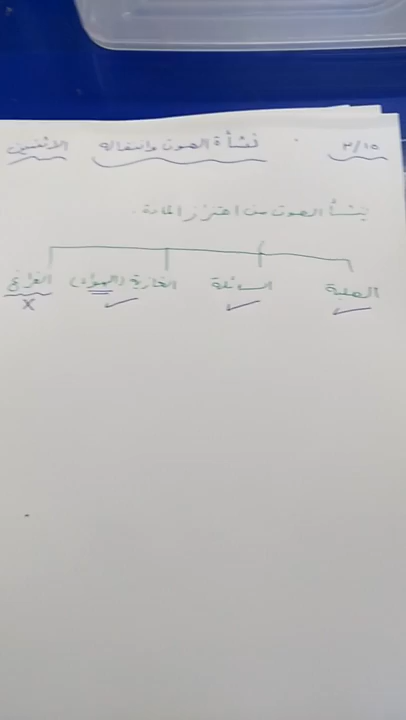 ٣/١٥ نشأة الصوت وانتقاله الاثنين
ينشأ الصوت من اهتزاز المادة.
الصلبة السائلة الغازية (الهواء) الفراغ
✓ ✓ ✓ X